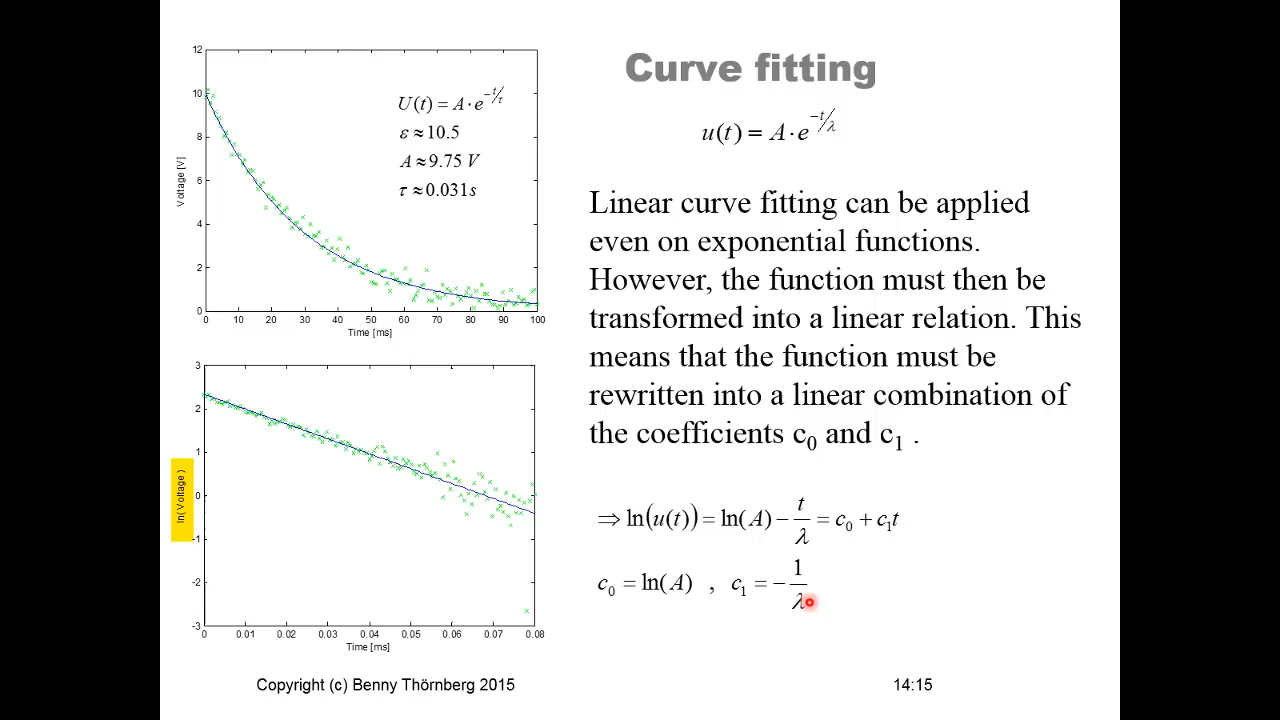 Curve fitting
u(t) = A · e^(−t/λ)
Linear curve fitting can be applied
even on exponential functions.
However, the function must then be
transformed into a linear relation. This
means that the function must be
rewritten into a linear combination of
the coefficients c₀ and c₁ .
⇒ ln(u(t)) = ln(A) − t/λ = c₀ + c₁t
c₀ = ln(A) , c₁ = − 1/λ
12
10
8
6
4
2
0
Voltage [V]
U(t) = A · e^(−t/τ)
ε ≈ 10.5
A ≈ 9.75 V
τ ≈ 0.031s
0 10 20 30 40 50 60 70 80 90 100
Time [ms]
3
2
1
0
-1
-2
-3
ln( Voltage )
0 0.01 0.02 0.03 0.04 0.05 0.06 0.07 0.08
Time [ms]
Copyright (c) Benny Thörnberg 2015
14:15